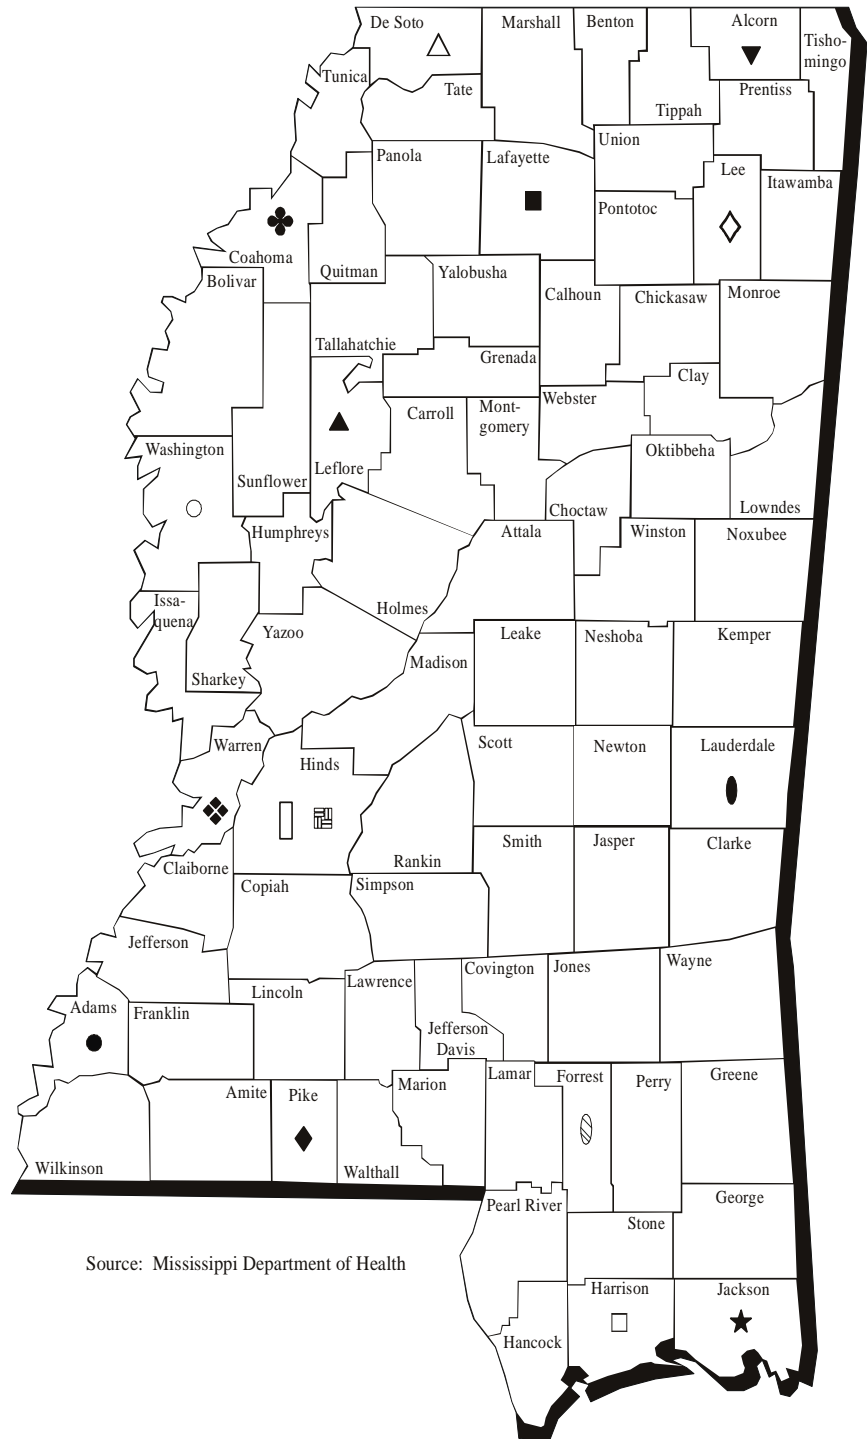 De Soto
Marshall
Benton
Alcorn
Tisho-
mingo
Tunica
Tate
Tippah
Prentiss
Union
Panola
Lafayette
Lee
Itawamba
Pontotoc
Coahoma
Quitman
Bolivar
Yalobusha
Calhoun
Chickasaw
Monroe
Tallahatchie
Grenada
Clay
Webster
Carroll
Mont-
gomery
Washington
Oktibbeha
Leflore
Sunflower
Choctaw
Lowndes
Humphreys
Attala
Winston
Noxubee
Issa-
quena
Holmes
Yazoo
Leake
Neshoba
Kemper
Madison
Sharkey
Warren
Scott
Newton
Lauderdale
Hinds
Smith
Jasper
Clarke
Rankin
Claiborne
Copiah
Simpson
Jefferson
Wayne
Covington
Jones
Lawrence
Lincoln
Adams
Franklin
Jefferson
Davis
Lamar
Forrest
Perry
Greene
Marion
Amite
Pike
Wilkinson
Walthall
Pearl River
George
Stone
Source: Mississippi Department of Health
Harrison
Jackson
Hancock